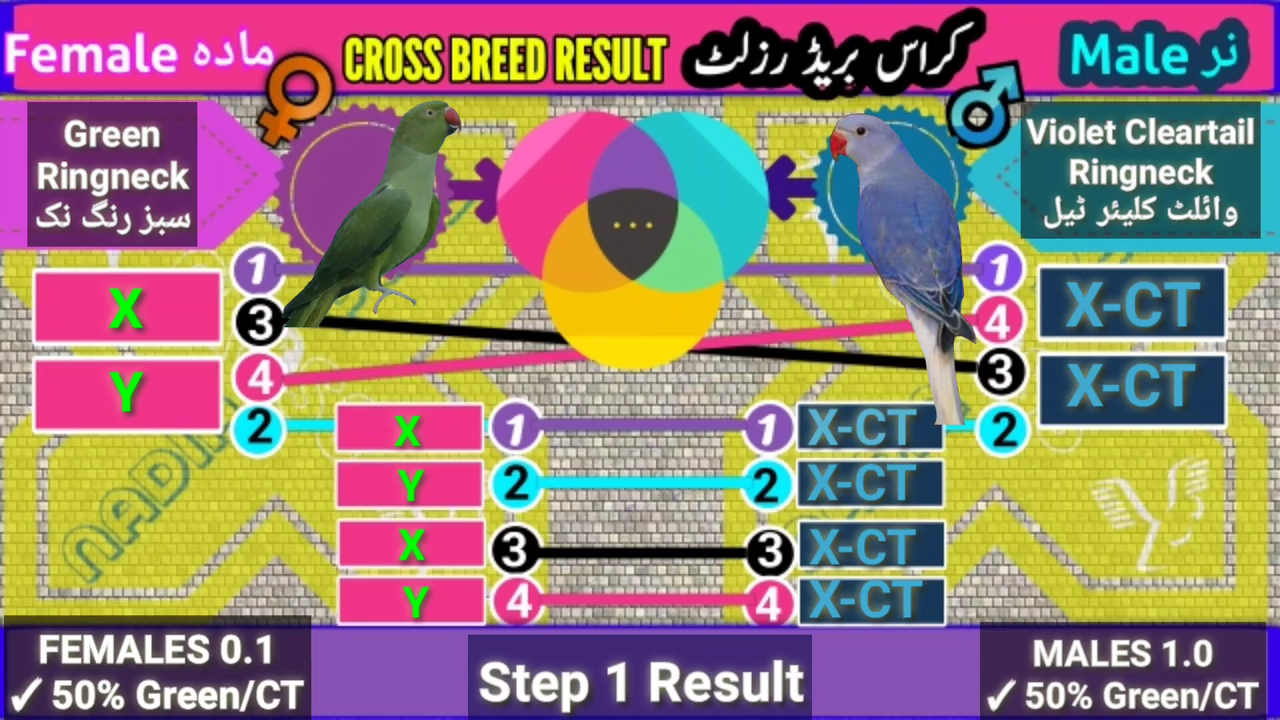 Female مادہ
CROSS BREED RESULT کراس بریڈ رزلٹ
Male نر
Green
Ringneck
سبز رنگ نک
Violet Cleartail
Ringneck
وائلٹ کلیئر ٹیل
...
1
3
4
2
X
Y
1
4
3
2
X-CT
X-CT
X 1 1 X-CT
Y 2 2 X-CT
X 3 3 X-CT
Y 4 4 X-CT
FEMALES 0.1
✓ 50% Green/CT
Step 1 Result
MALES 1.0
✓ 50% Green/CT